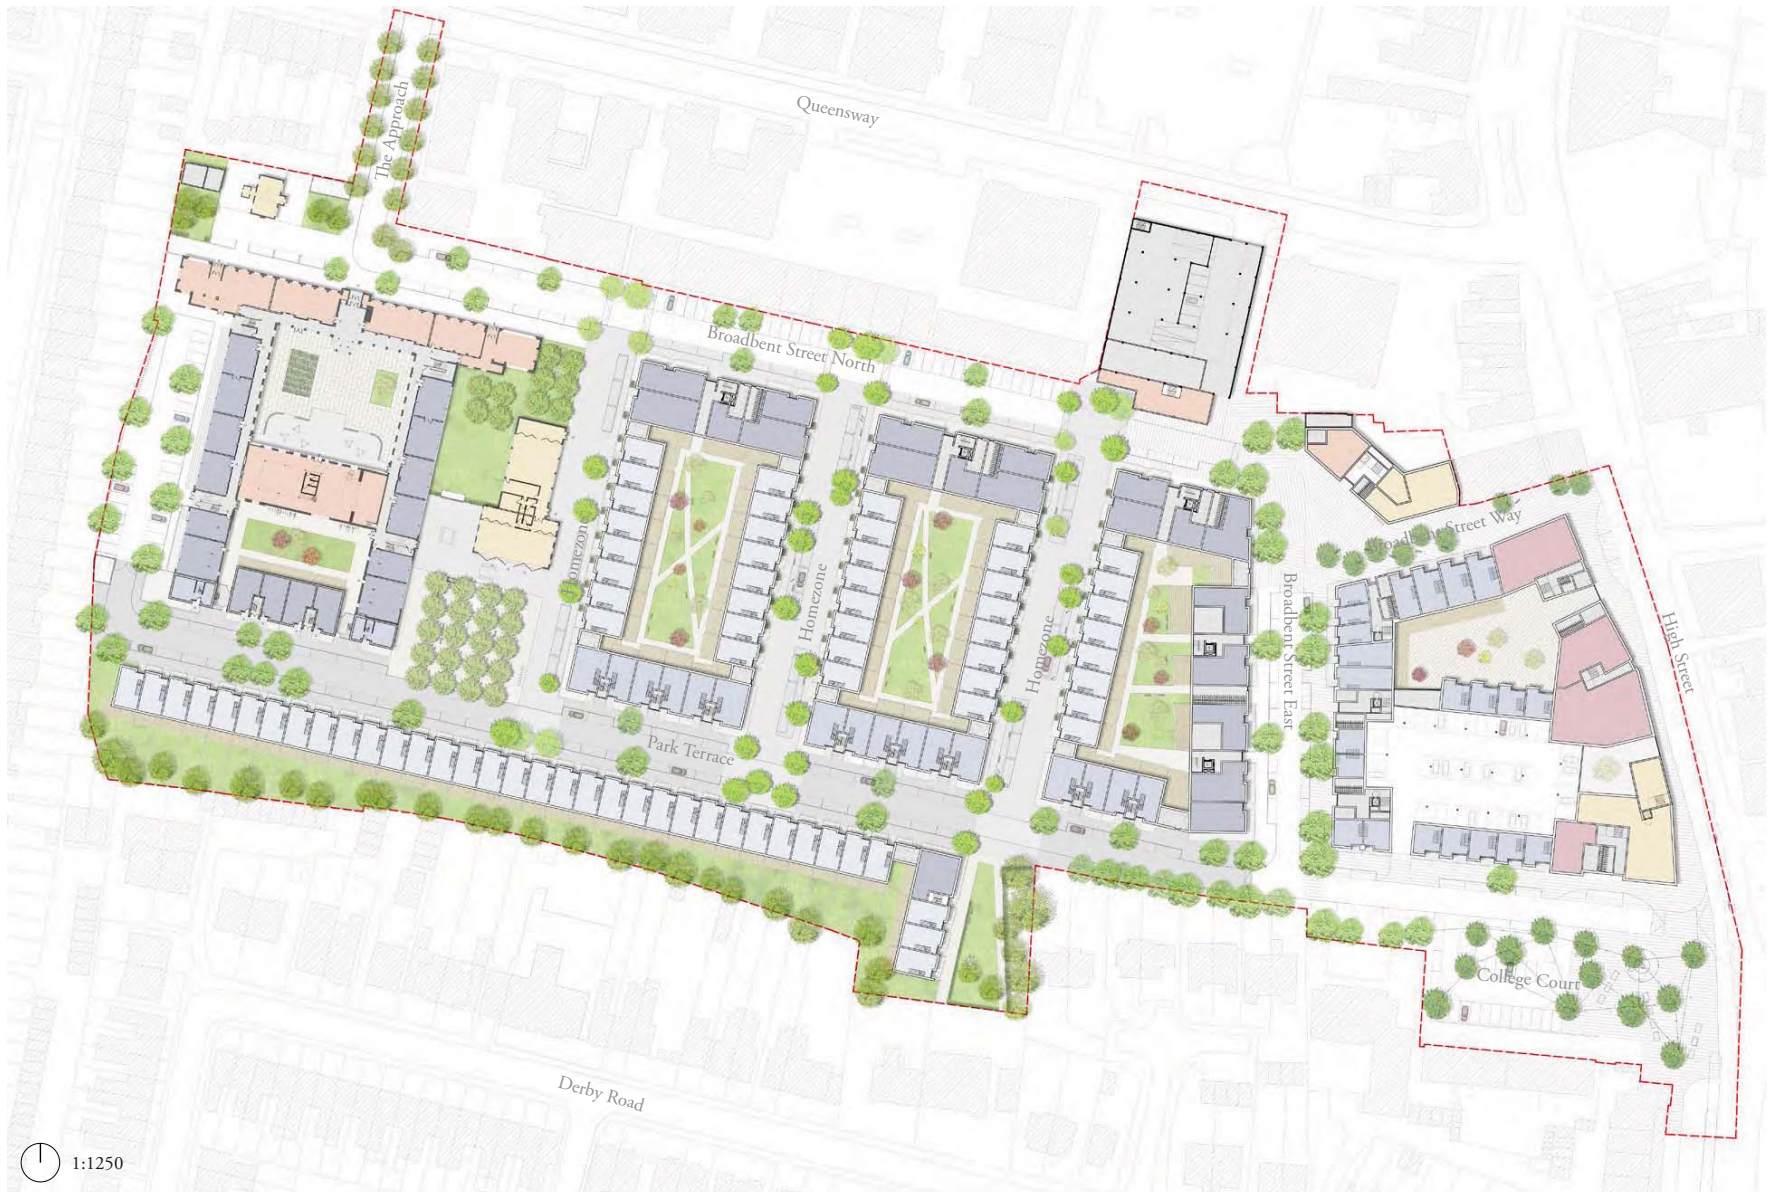 The Approach
Queensway
Broadbent Street North
Broadbent Street Way
Homezone
Homezone
Homezone
Broadbent Street East
High Street
Park Terrace
College Court
Derby Road
1:1250